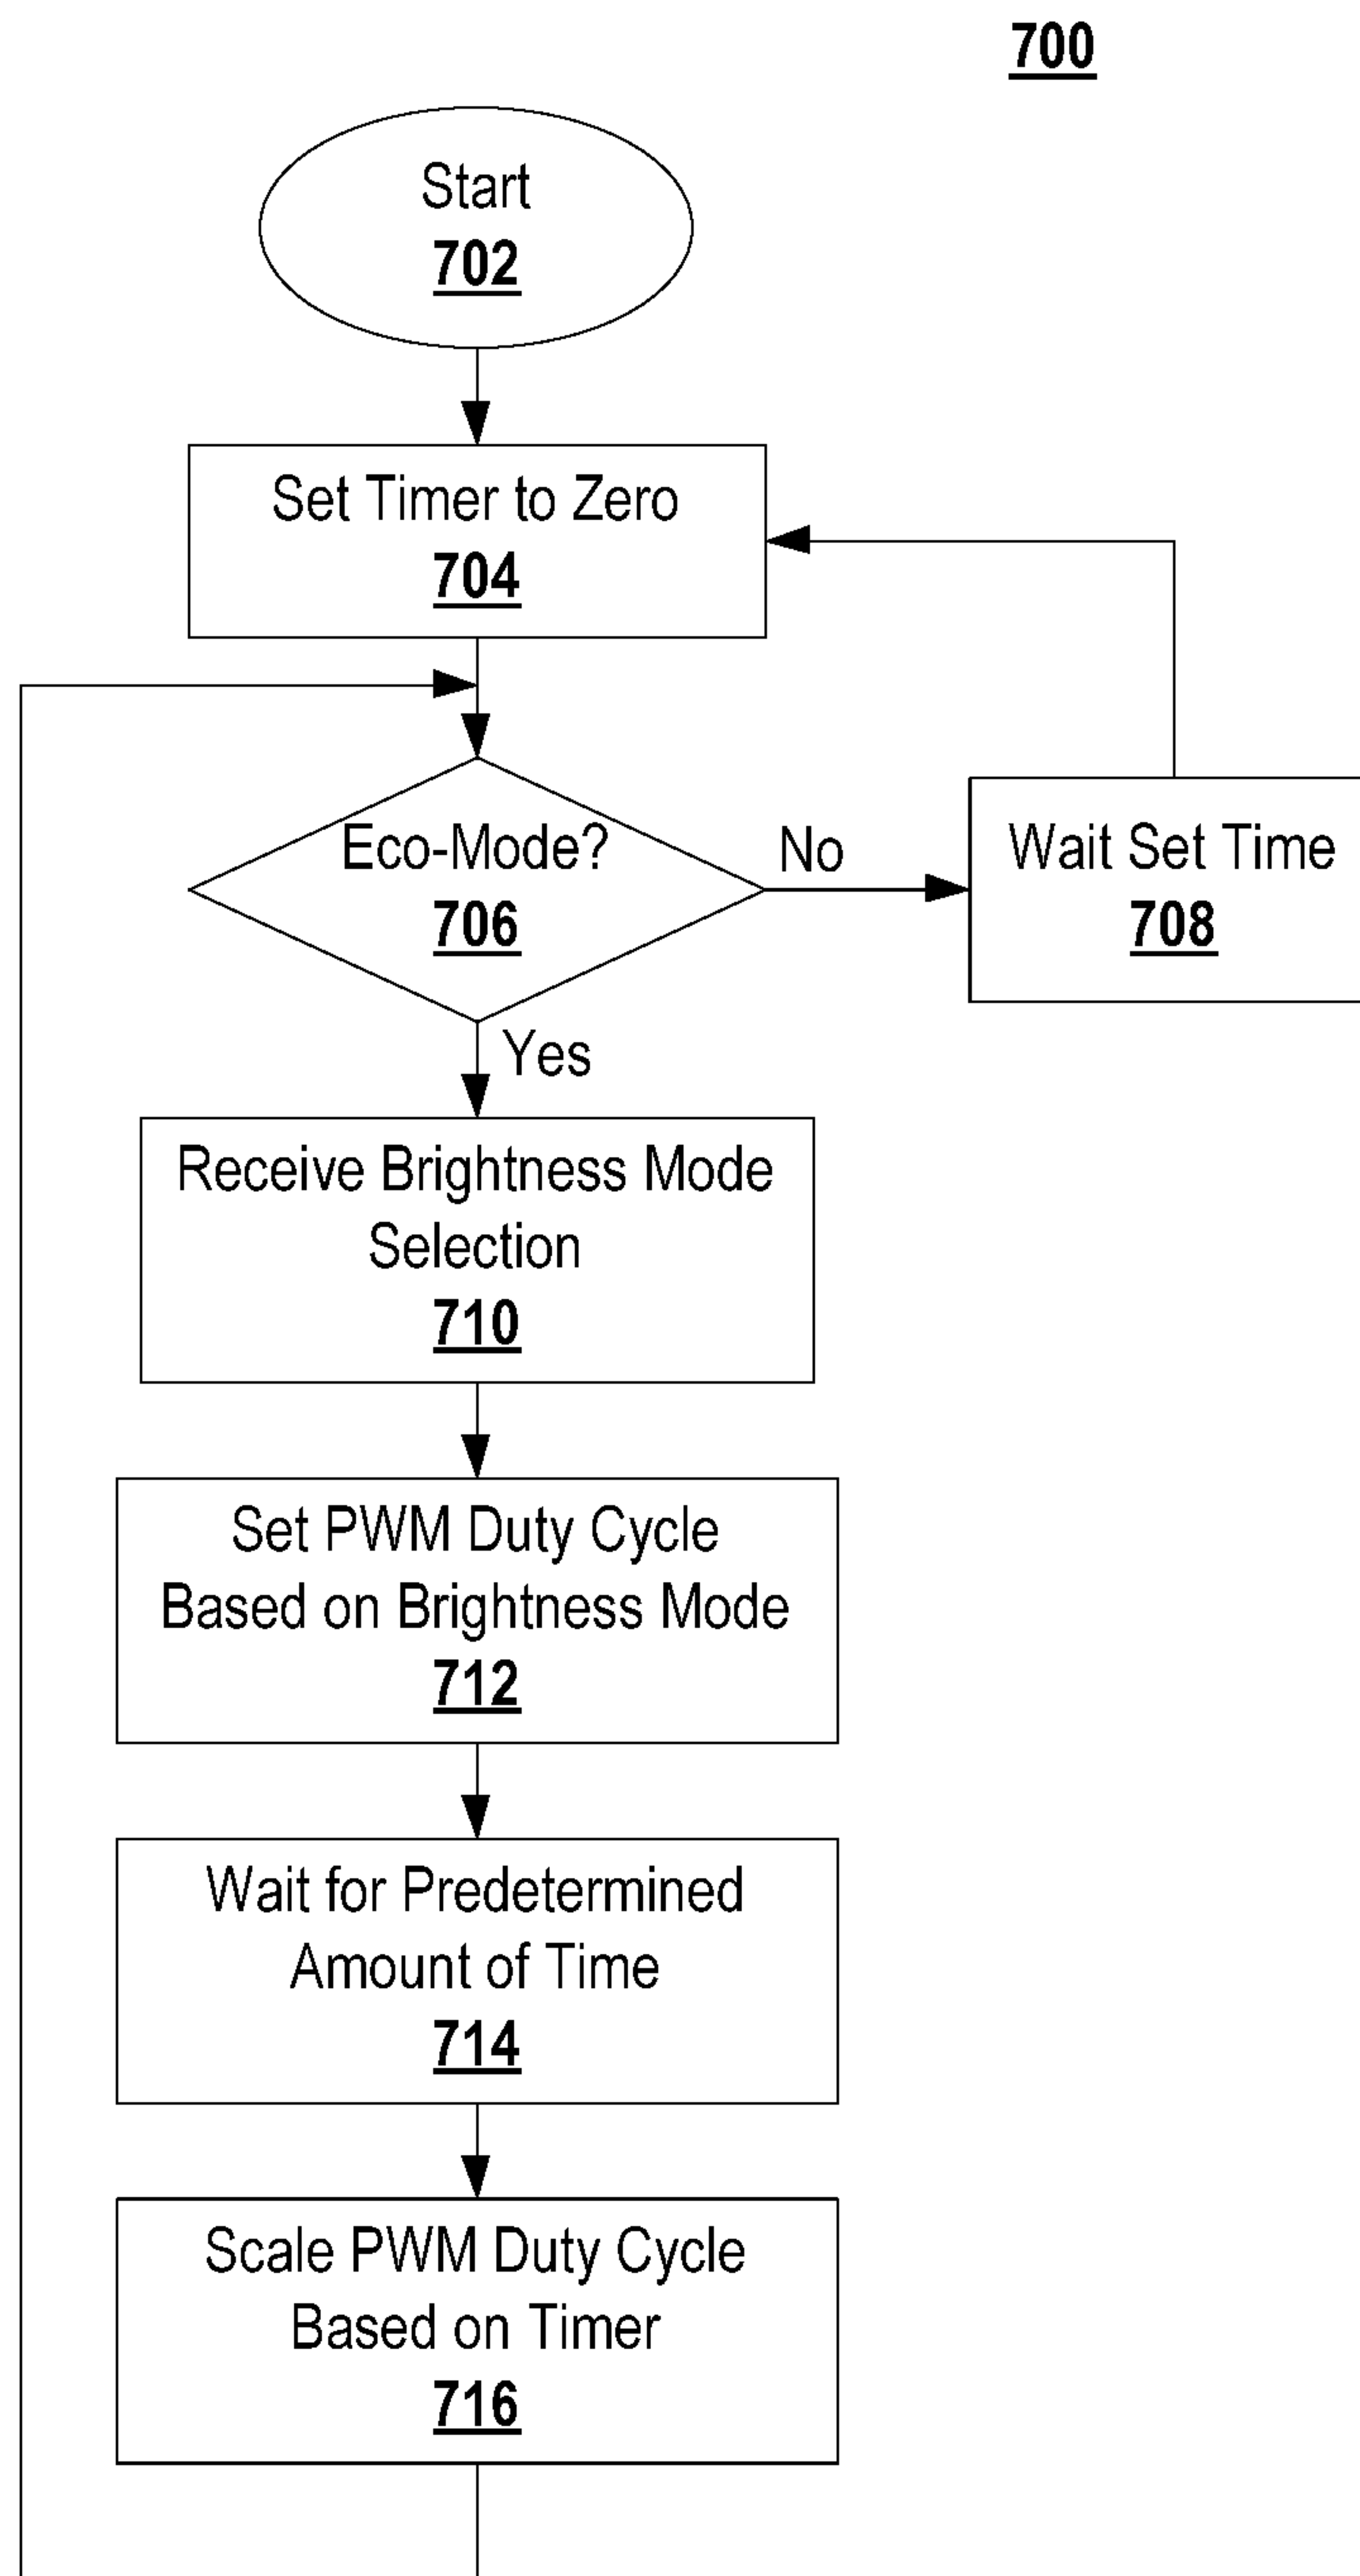 700
Start
702
Set Timer to Zero
704
Eco-Mode?
706
No
Wait Set Time
708
Yes
Receive Brightness Mode
Selection
710
Set PWM Duty Cycle
Based on Brightness Mode
712
Wait for Predetermined
Amount of Time
714
Scale PWM Duty Cycle
Based on Timer
716